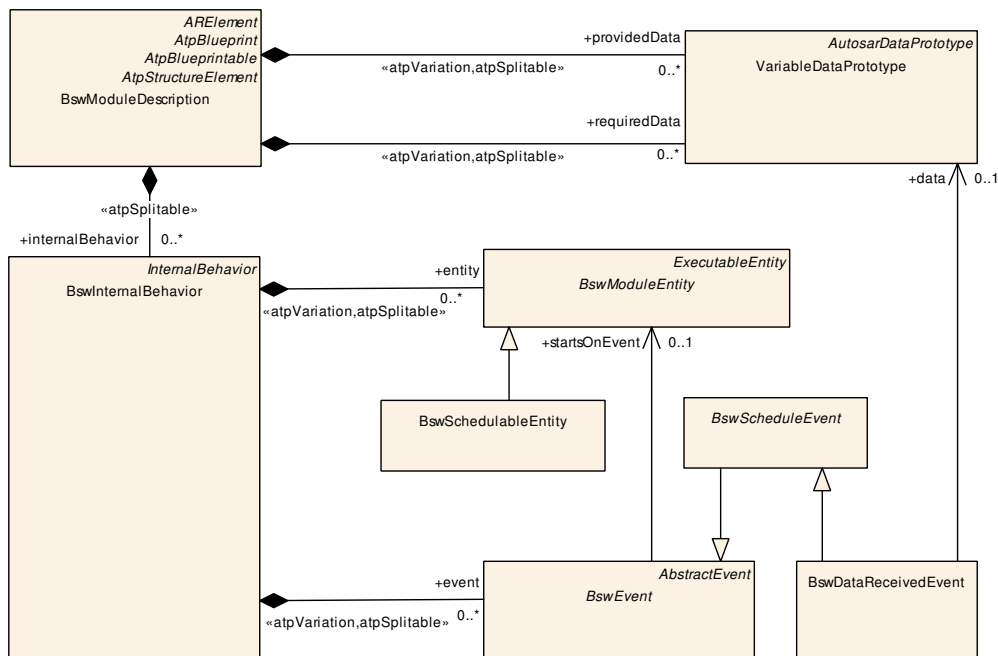 ARElement
AtpBlueprint
AtpBlueprintable
AtpStructureElement
BswModuleDescription
+providedData
«atpVariation,atpSplitable»
0..*
AutosarDataPrototype
VariableDataPrototype
+requiredData
«atpVariation,atpSplitable»
0..*
+data
0..1
«atpSplitable»
+internalBehavior
0..*
InternalBehavior
BswInternalBehavior
+entity
0..*
«atpVariation,atpSplitable»
ExecutableEntity
BswModuleEntity
+startsOnEvent
0..1
BswSchedulableEntity
BswScheduleEvent
+event
«atpVariation,atpSplitable»
0..*
AbstractEvent
BswEvent
BswDataReceivedEvent